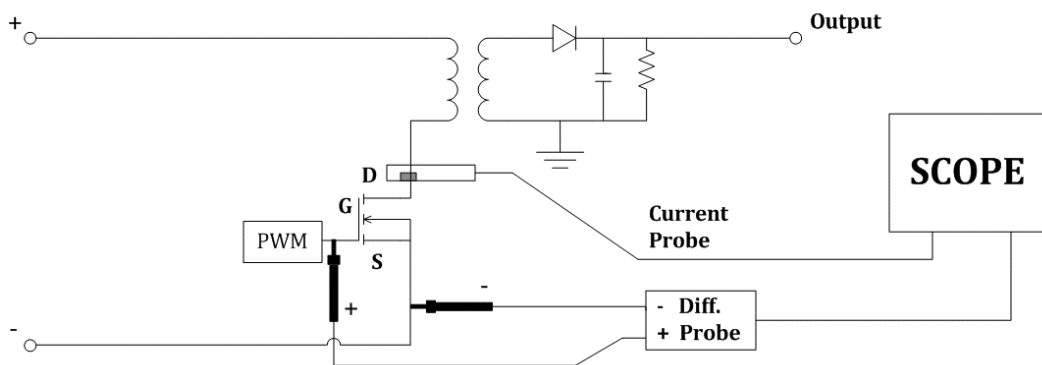 +
Output
D
SCOPE
G
Current
Probe
PWM
S
+
-
- Diff.
+ Probe
-